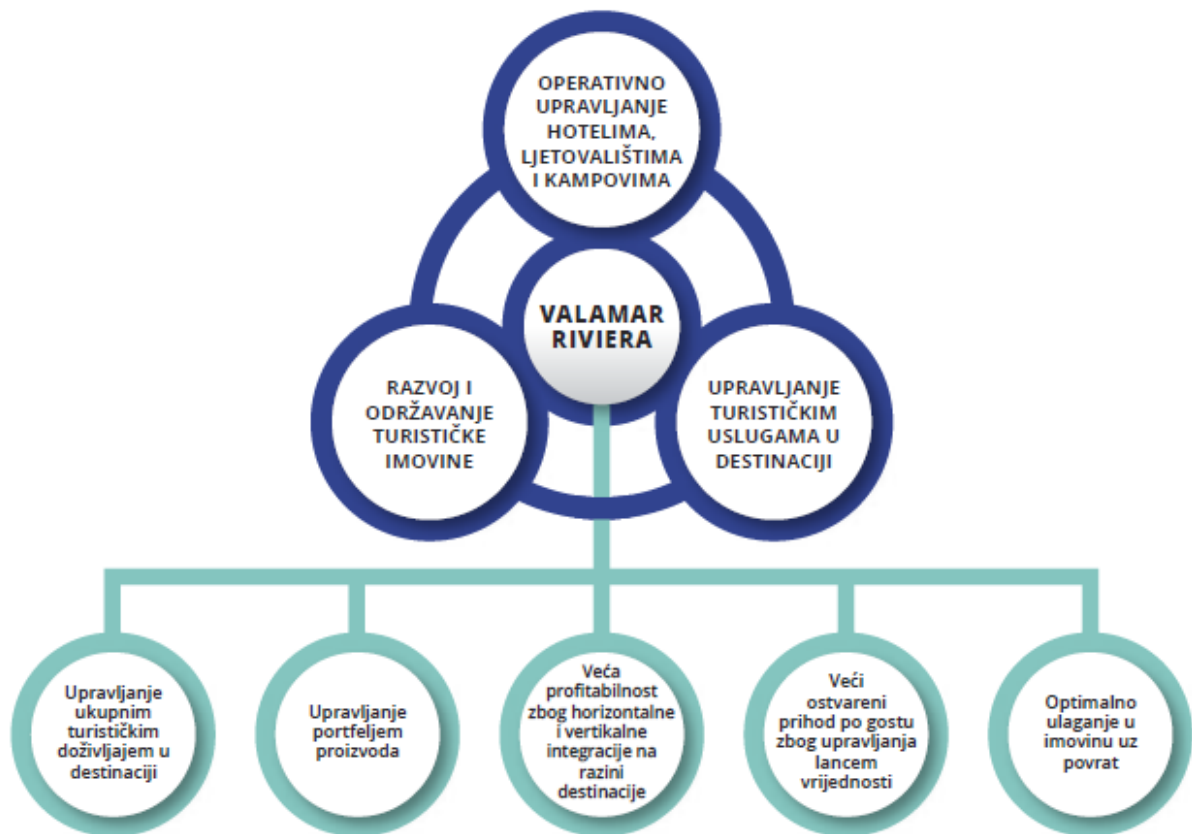 OPERATIVNO
UPRAVLJANJE
HOTELIMA,
LJETOVALIŠTIMA
I KAMPOVIMA
VALAMAR
RIVIERA
RAZVOJ I
ODRŽAVANJE
TURISTIČKE
IMOVINE
UPRAVLJANJE
TURISTIČKIM
USLUGAMA U
DESTINACIJI
Upravljanje
ukupnim
turističkim
doživljajem u
destinaciji
Upravljanje
portfeljem
proizvoda
Veća
profitabilnost
zbog horizontalne
i vertikalne
integracije na
razini
destinacije
Veći
ostvareni
prihod po gostu
zbog upravljanja
lancem
vrijednosti
Optimalno
ulaganje u
imovinu uz
povrat